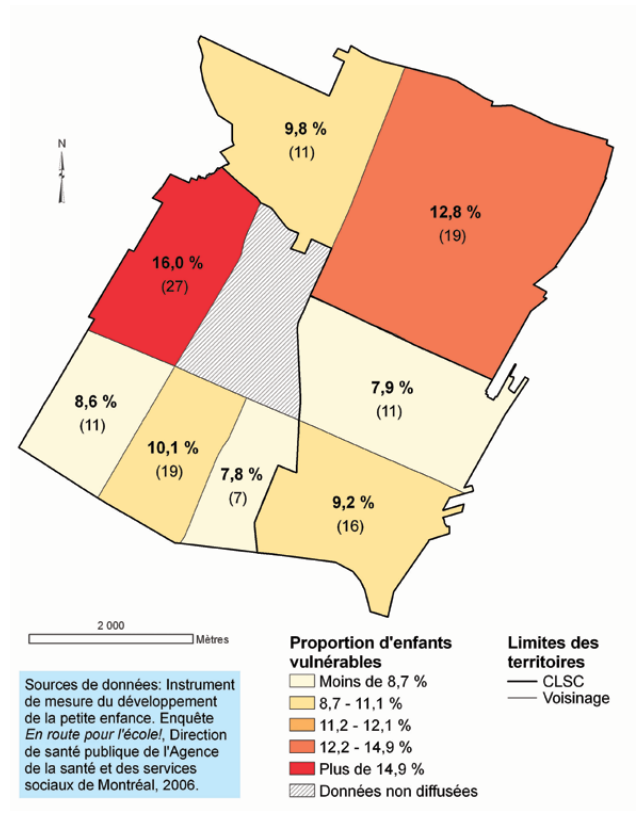 9,8 %
(11)
N
12,8 %
(19)
16,0 %
(27)
7,9 %
(11)
8,6 %
(11)
10,1 %
(19)
7,8 %
(7)
9,2 %
(16)
2 000
Mètres
Proportion d'enfants
vulnérables
Moins de 8,7 %
8,7 - 11,1 %
11,2 - 12,1 %
12,2 - 14,9 %
Plus de 14,9 %
Données non diffusées
Limites des
territoires
CLSC
Voisinage
Sources de données: Instrument
de mesure du développement
de la petite enfance. Enquête
En route pour l'école!, Direction
de santé publique de l'Agence
de la santé et des services
sociaux de Montréal, 2006.